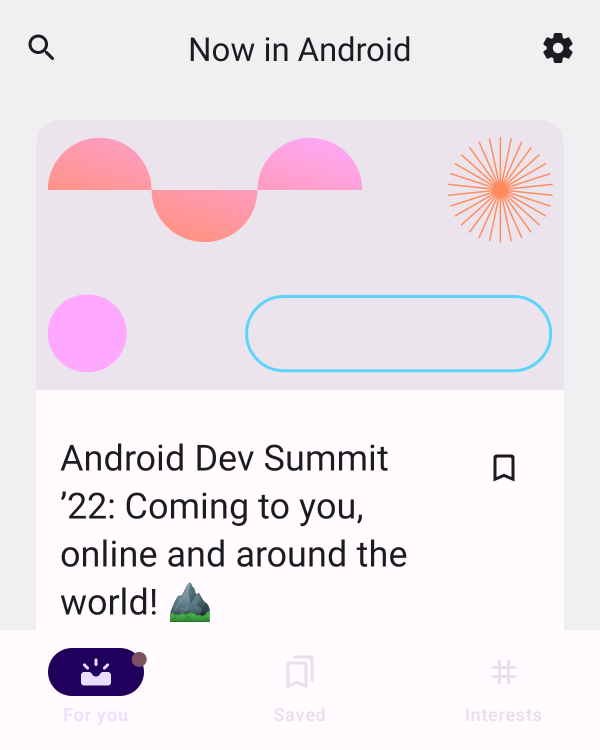 Now in Android
Android Dev Summit
’22: Coming to you,
online and around the
world! ⛰️
For you
Saved
Interests